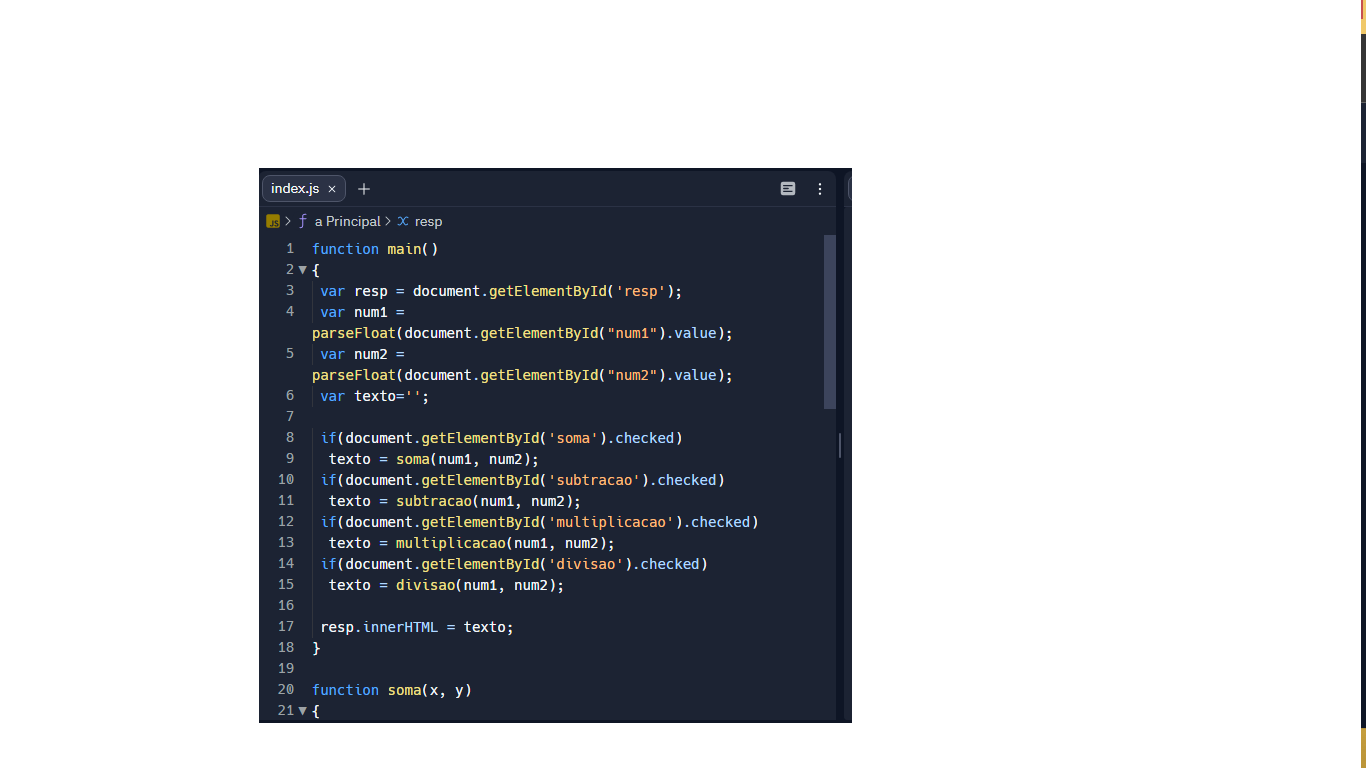 index.js × +
JS > ƒ a Principal > resp
1 function main()
2 {
3 var resp = document.getElementById('resp');
4 var num1 =
parseFloat(document.getElementById("num1").value);
5 var num2 =
parseFloat(document.getElementById("num2").value);
6 var texto='';
7
8 if(document.getElementById('soma').checked)
9 texto = soma(num1, num2);
10 if(document.getElementById('subtracao').checked)
11 texto = subtracao(num1, num2);
12 if(document.getElementById('multiplicacao').checked)
13 texto = multiplicacao(num1, num2);
14 if(document.getElementById('divisao').checked)
15 texto = divisao(num1, num2);
16
17 resp.innerHTML = texto;
18 }
19
20 function soma(x, y)
21 {